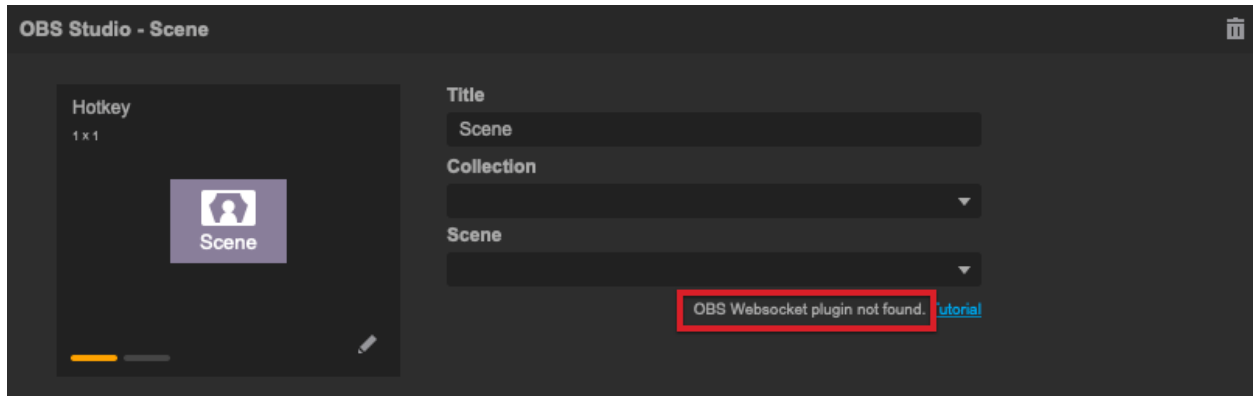 OBS Studio - Scene
Hotkey
1 x 1
Scene
Title
Scene
Collection
Scene
OBS Websocket plugin not found. Tutorial